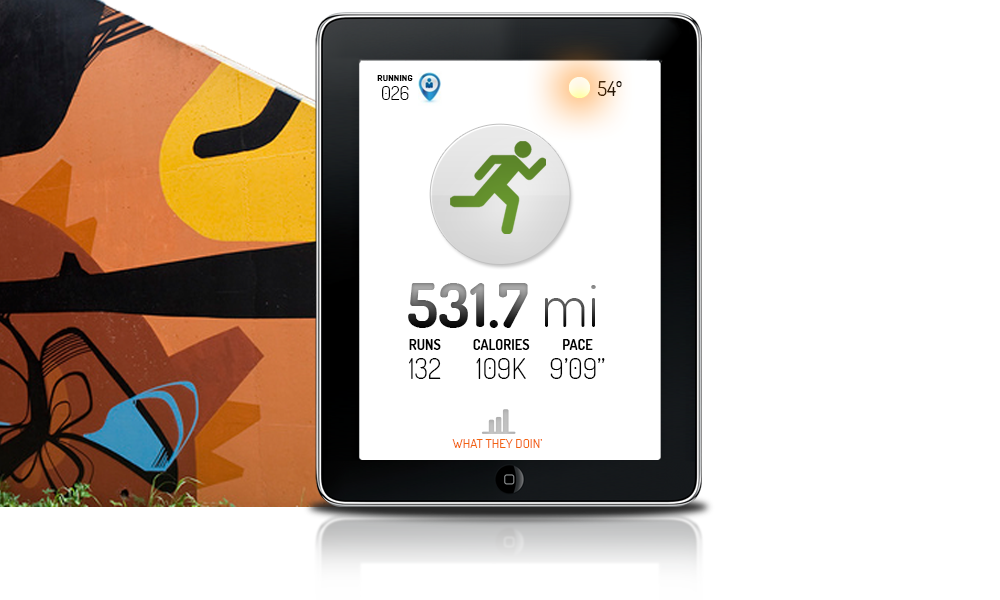 RUNNING
026
54°
531.7 mi
RUNS CALORIES PACE
132 109K 9'09"
WHAT THEY DOIN'